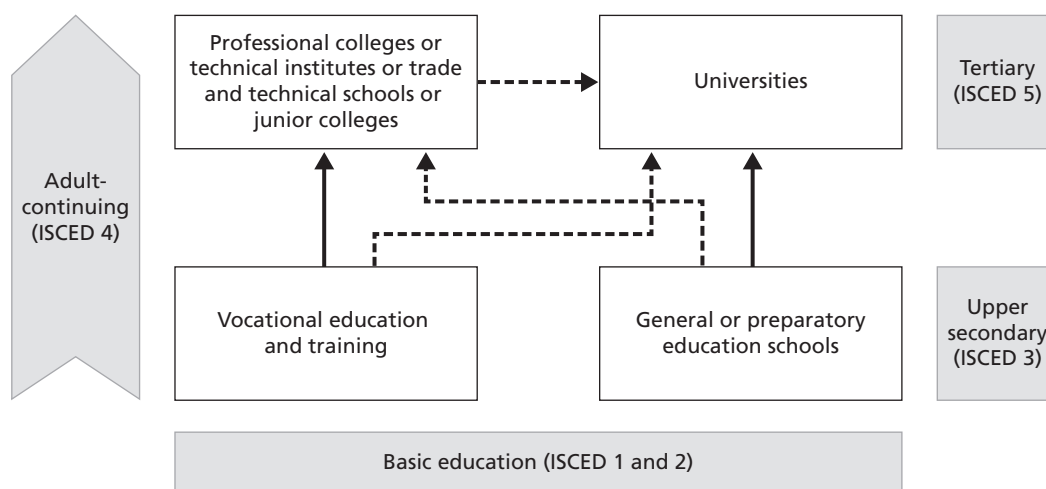 Professional colleges or
technical institutes or trade
and technical schools or
junior colleges
Universities
Tertiary
(ISCED 5)
Adult-
continuing
(ISCED 4)
Vocational education
and training
General or preparatory
education schools
Upper
secondary
(ISCED 3)
Basic education (ISCED 1 and 2)